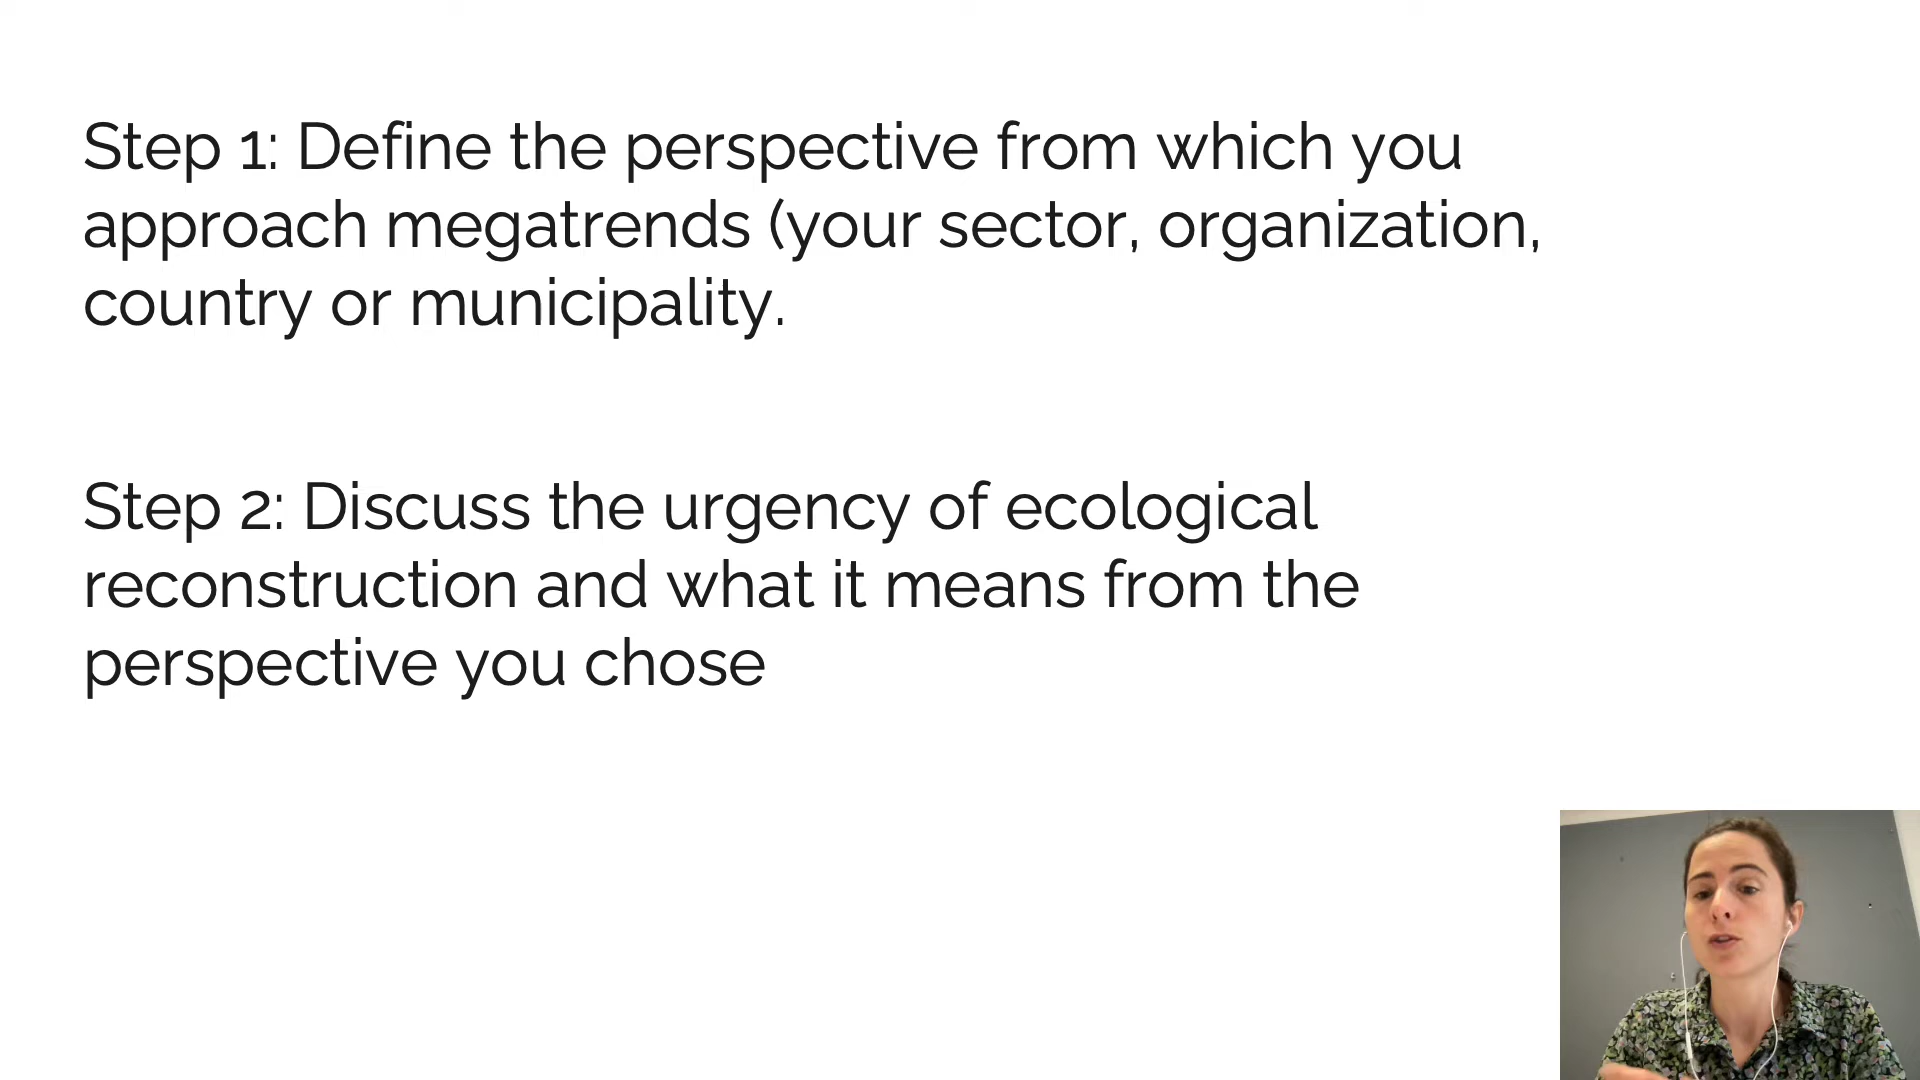 Step 1: Define the perspective from which you
approach megatrends (your sector, organization,
country or municipality.
Step 2: Discuss the urgency of ecological
reconstruction and what it means from the
perspective you chose